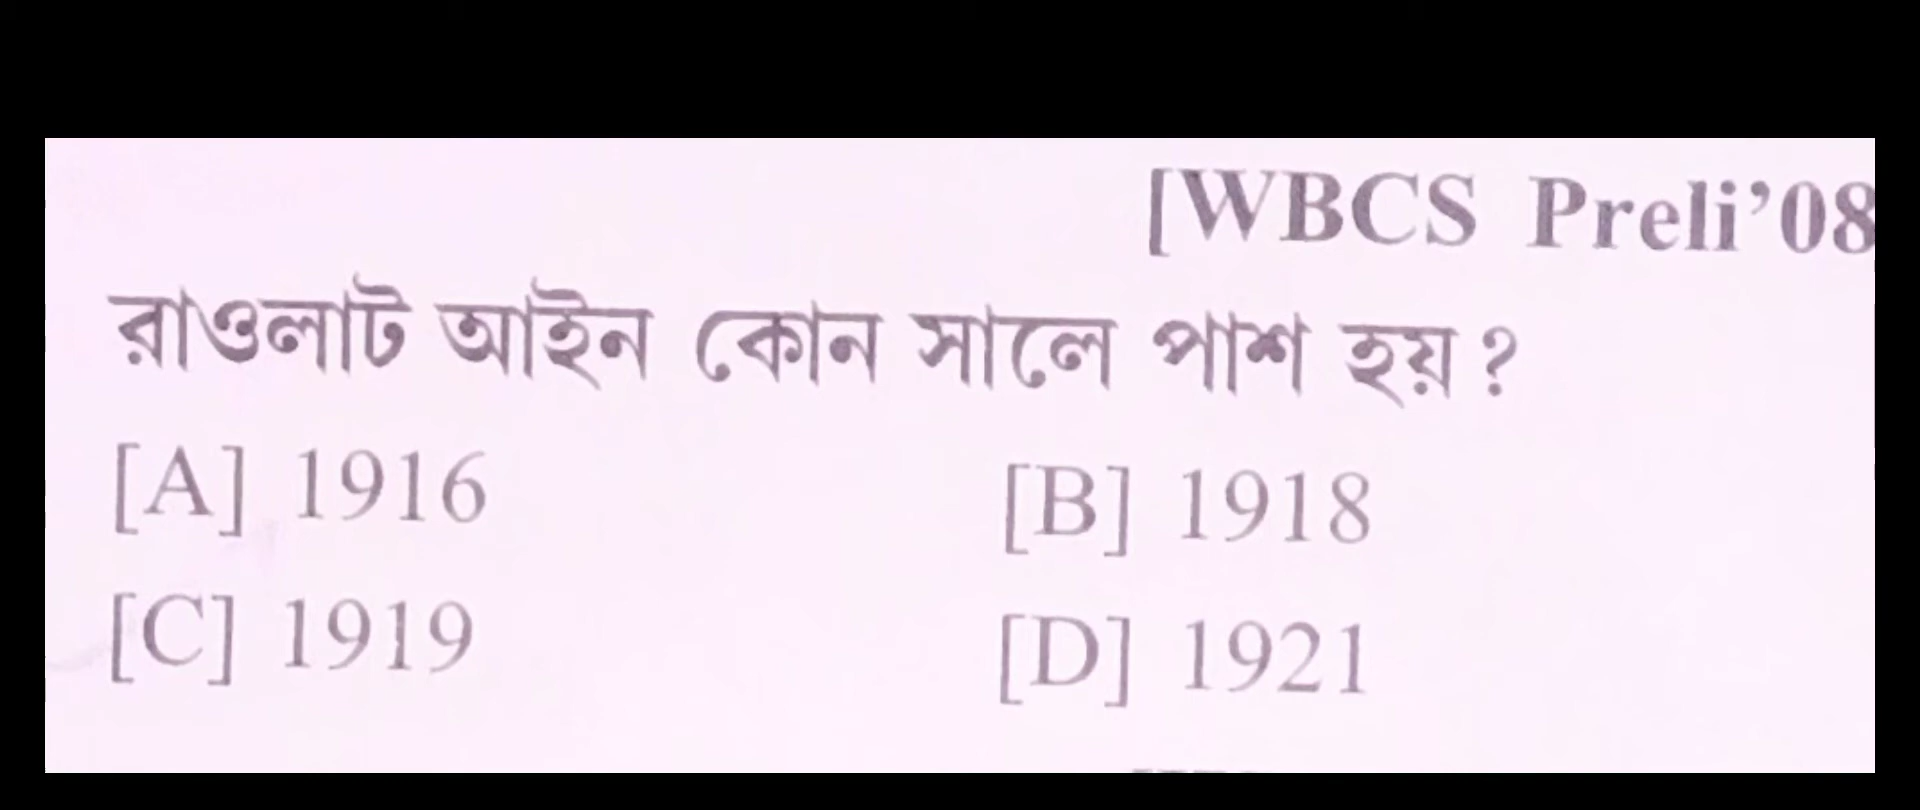 [WBCS Preli’08
রাওলাট আইন কোন সালে পাশ হয়?
[A] 1916 [B] 1918
[C] 1919 [D] 1921